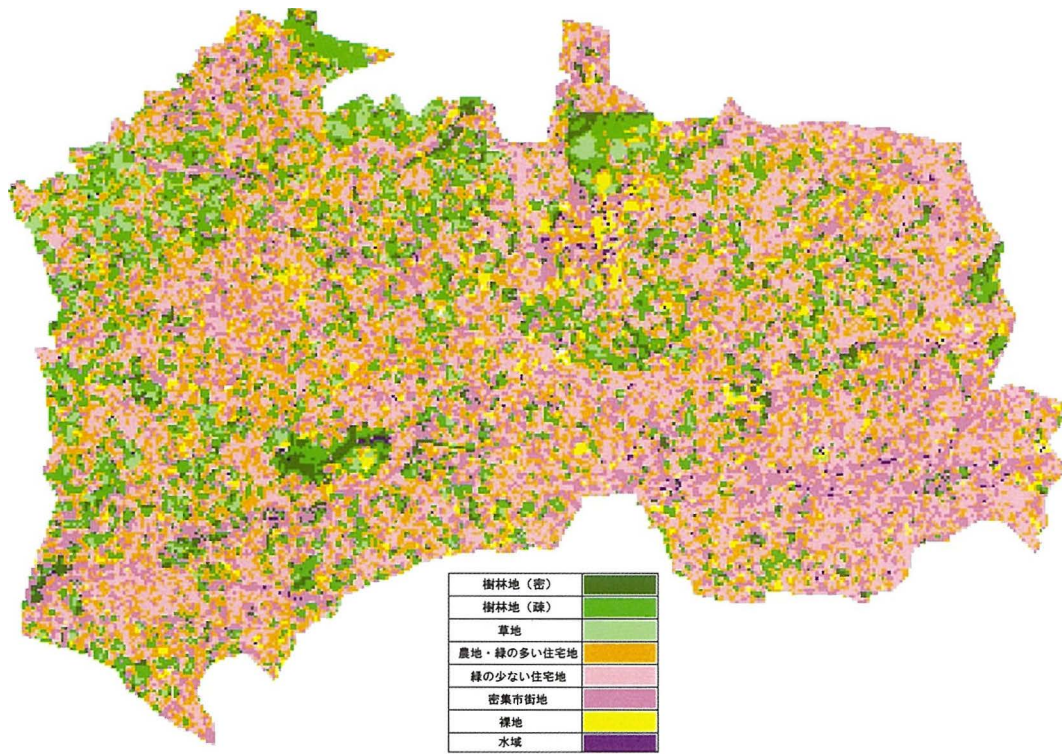 樹林地（密）
樹林地（疎）
草地
農地・緑の多い住宅地
緑の少ない住宅地
密集市街地
裸地
水域